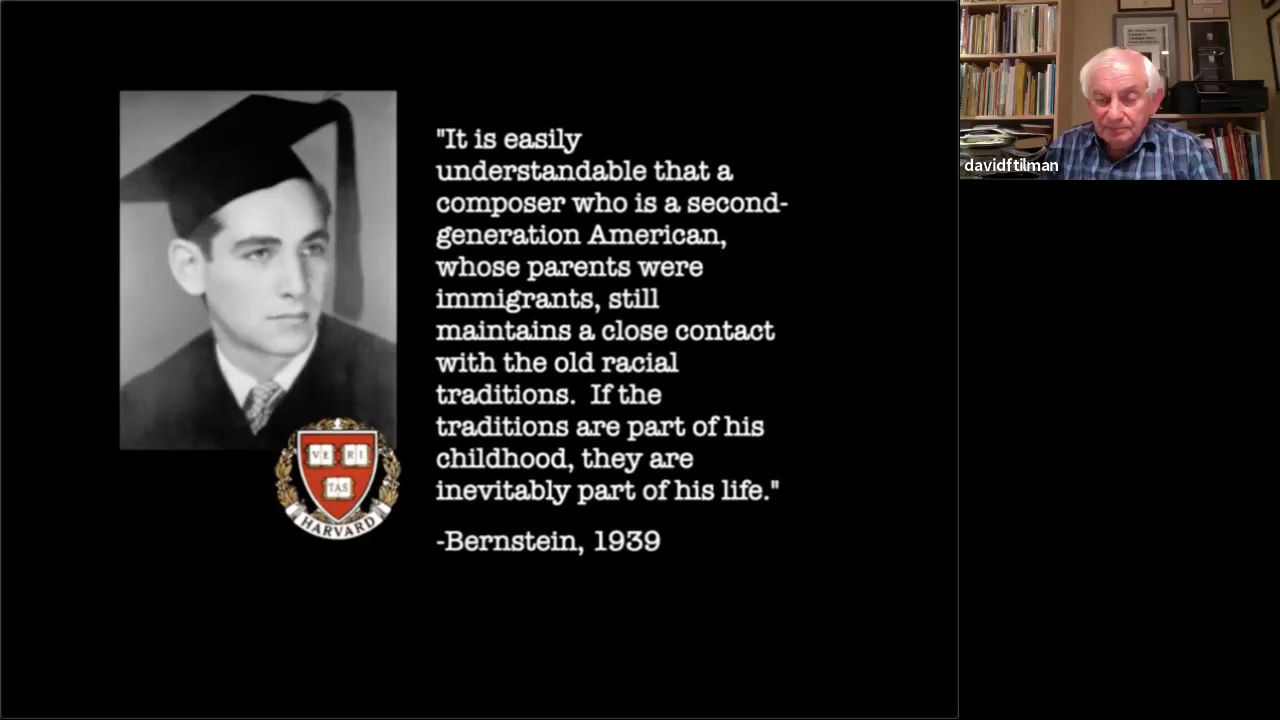 "It is easily
understandable that a
composer who is a second-
generation American,
whose parents were
immigrants, still
maintains a close contact
with the old racial
traditions.  If the
traditions are part of his
childhood, they are
inevitably part of his life."
-Bernstein, 1939
VE RI
TAS
HARVARD
davidftilman